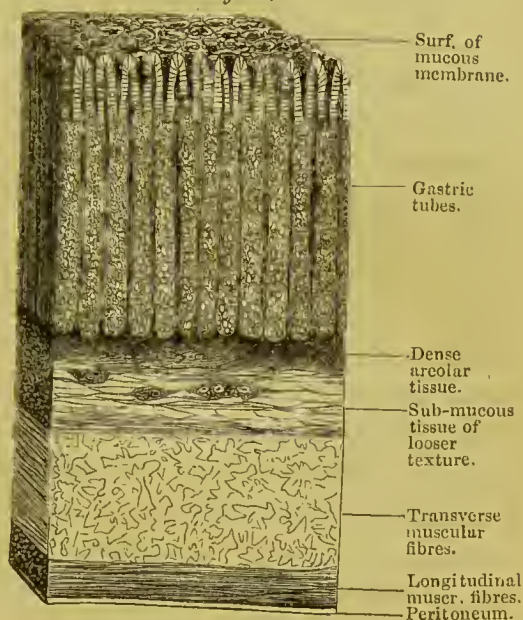 Surf. of
mucous
membrane.
Gastric
tubes.
Dense
areolar
tissue.
Sub-mucous
tissue of
looser
texture.
Transverse
muscular
fibres.
Longitudinal
muscr. fibres.
Peritoneum.